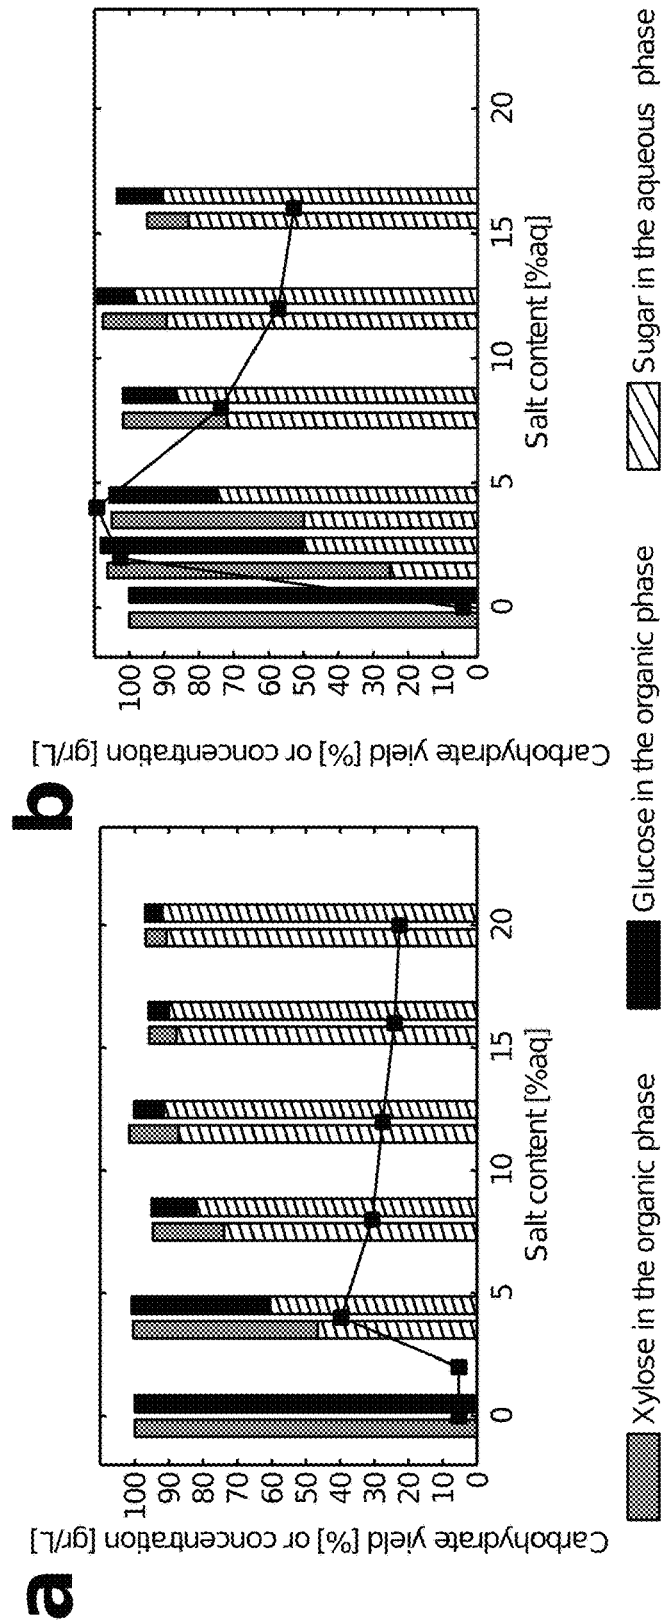 a
Carbohydrate yield [%] or concentration [gr/L]
100
90
80
70
60
50
40
30
20
10
0
0 5 10 15 20
Salt content [%aq]
b
Carbohydrate yield [%] or concentration [gr/L]
100
90
80
70
60
50
40
30
20
10
0
0 5 10 15 20
Salt content [%aq]
Xylose in the organic phase
Glucose in the organic phase
Sugar in the aqueous phase